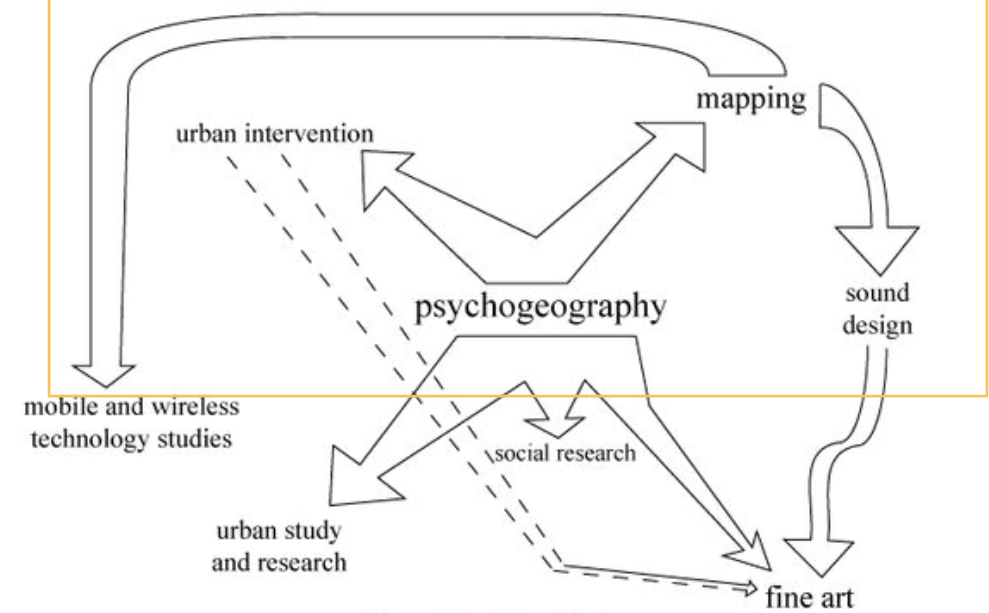 mapping
urban intervention
sound
design
psychogeography
mobile and wireless
technology studies
social research
urban study
and research
fine art